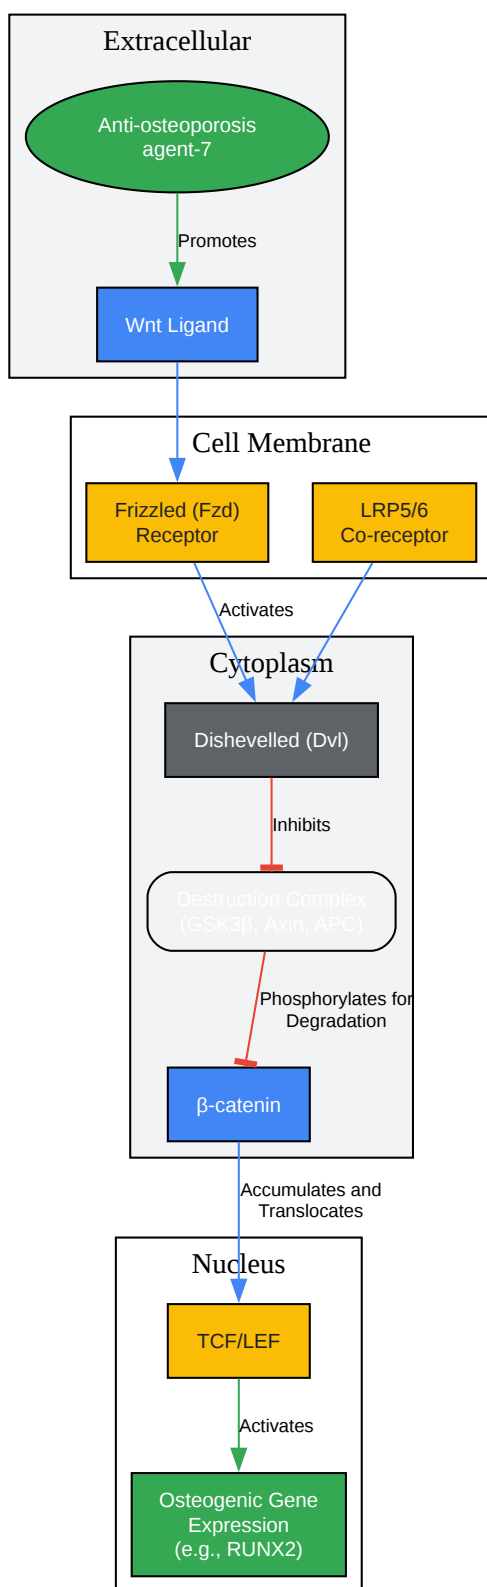 Extracellular
Anti-osteoporosis
agent-7
Promotes
Wnt Ligand
Cell Membrane
Frizzled (Fzd)
Receptor
LRP5/6
Co-receptor
Activates
Cytoplasm
Dishevelled (Dvl)
Inhibits
Destruction Complex
(GSK3β, Axin, APC)
Phosphorylates for
Degradation
β-catenin
Accumulates and
Translocates
Nucleus
TCF/LEF
Activates
Osteogenic Gene
Expression
(e.g., RUNX2)